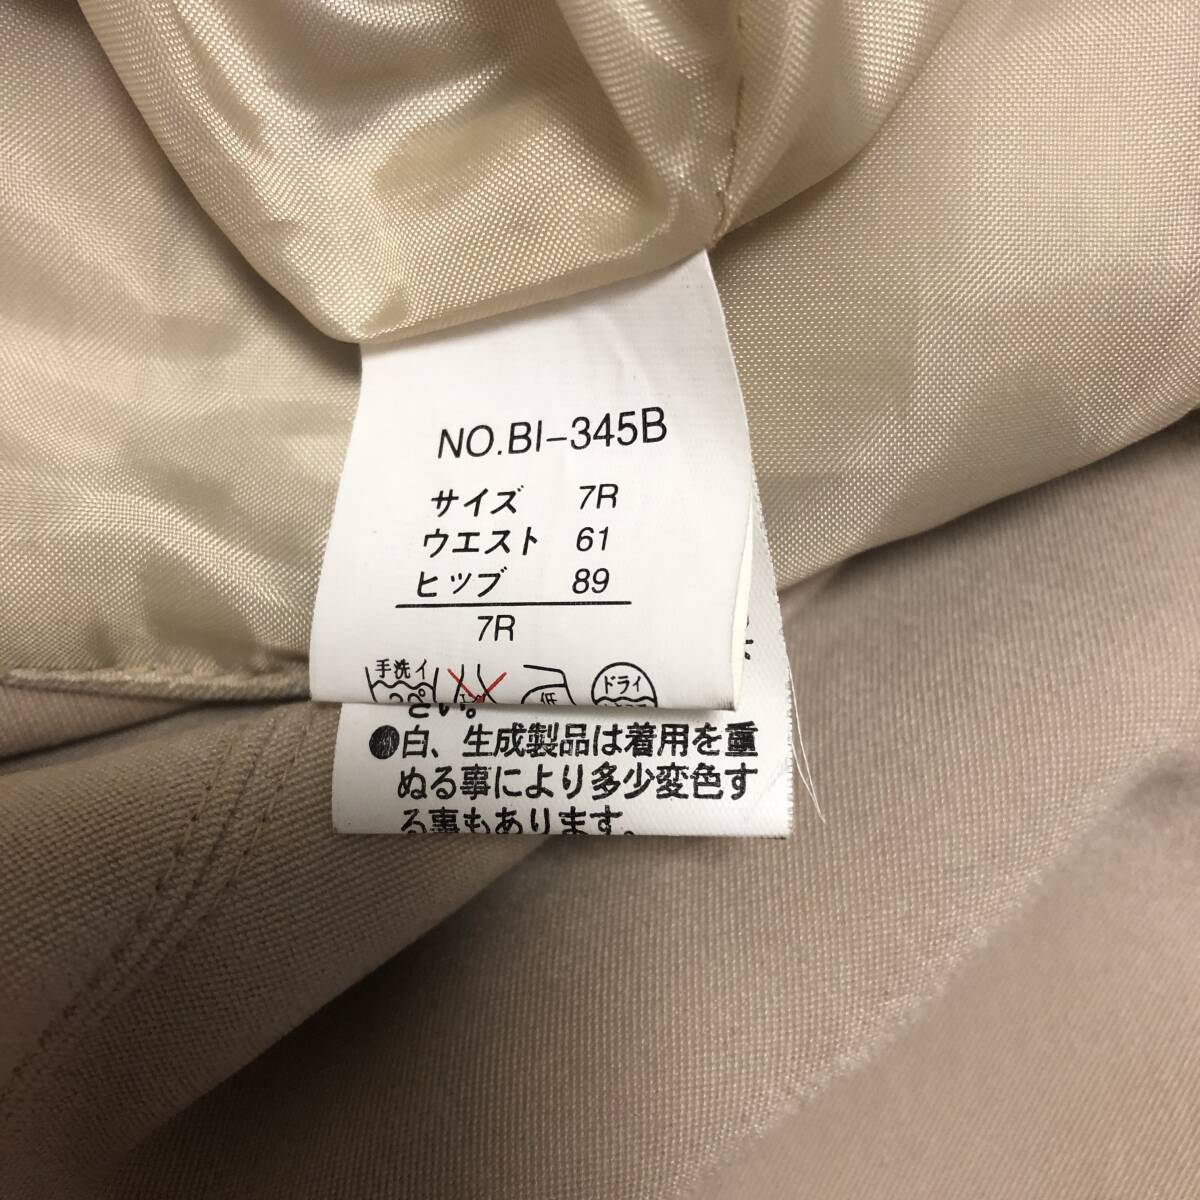 NO.BI-345B
サイズ 7R
ウエスト 61
ヒップ 89
7R
手洗イ 低 ドライ
さい。
●白、生成製品は着用を重
ぬる事により多少変色す
る事もあります。